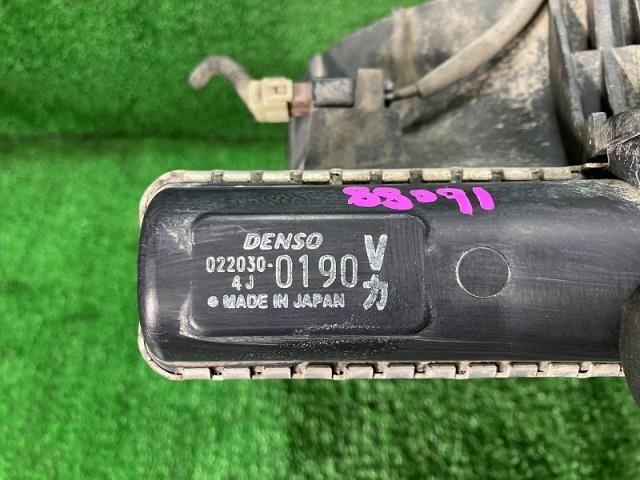 88091
DENSO
022030-0190 V
4J カ
MADE IN JAPAN